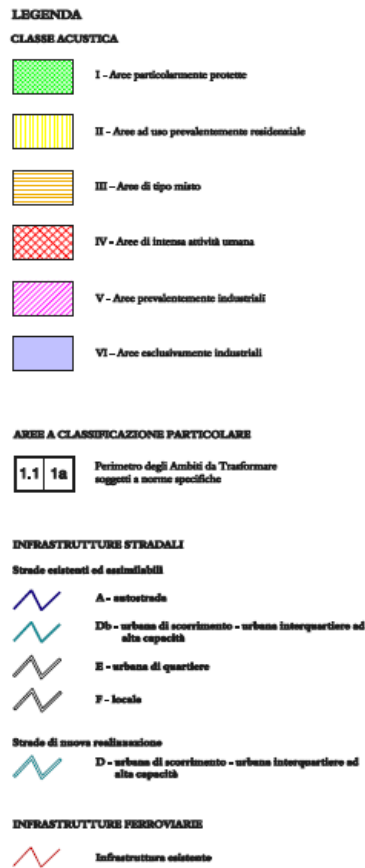 LEGENDA
CLASSE ACUSTICA
I - Aree particolarmente protette
II - Aree ad uso prevalentemente residenziale
III - Aree di tipo misto
IV - Aree di intensa attività umana
V - Aree prevalentemente industriali
VI - Aree esclusivamente industriali
AREE A CLASSIFICAZIONE PARTICOLARE
1.1 1a Perimetro degli Ambiti da Trasformare
soggetti a norme specifiche
INFRASTRUTTURE STRADALI
Strade esistenti ed assimilabili
A - autostrada
Db - urbana di scorrimento - urbana interquartiere ad
alta capacità
E - urbana di quartiere
F - locale
Strade di nuova realizzazione
D - urbana di scorrimento - urbana interquartiere ad
alta capacità
INFRASTRUTTURE FERROVIARIE
Infrastruttura esistente